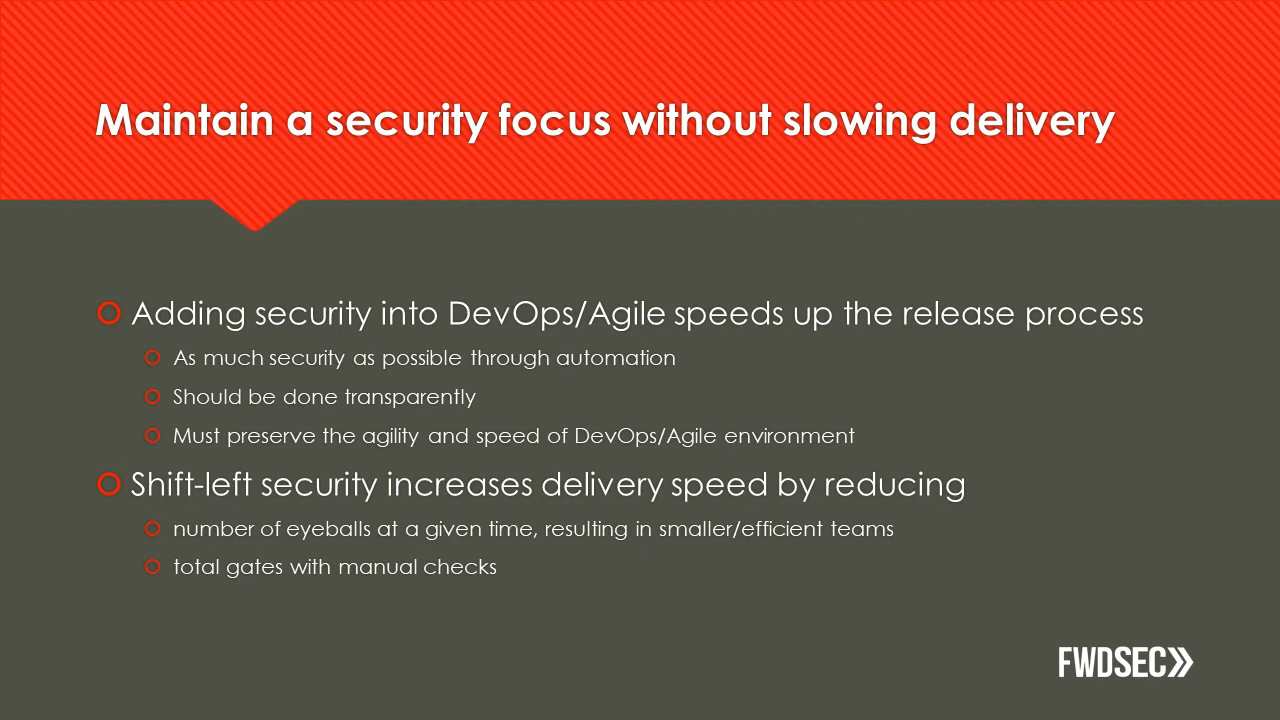 Maintain a security focus without slowing delivery
Adding security into DevOps/Agile speeds up the release process
As much security as possible through automation
Should be done transparently
Must preserve the agility and speed of DevOps/Agile environment
Shift-left security increases delivery speed by reducing
number of eyeballs at a given time, resulting in smaller/efficient teams
total gates with manual checks
FWDSEC